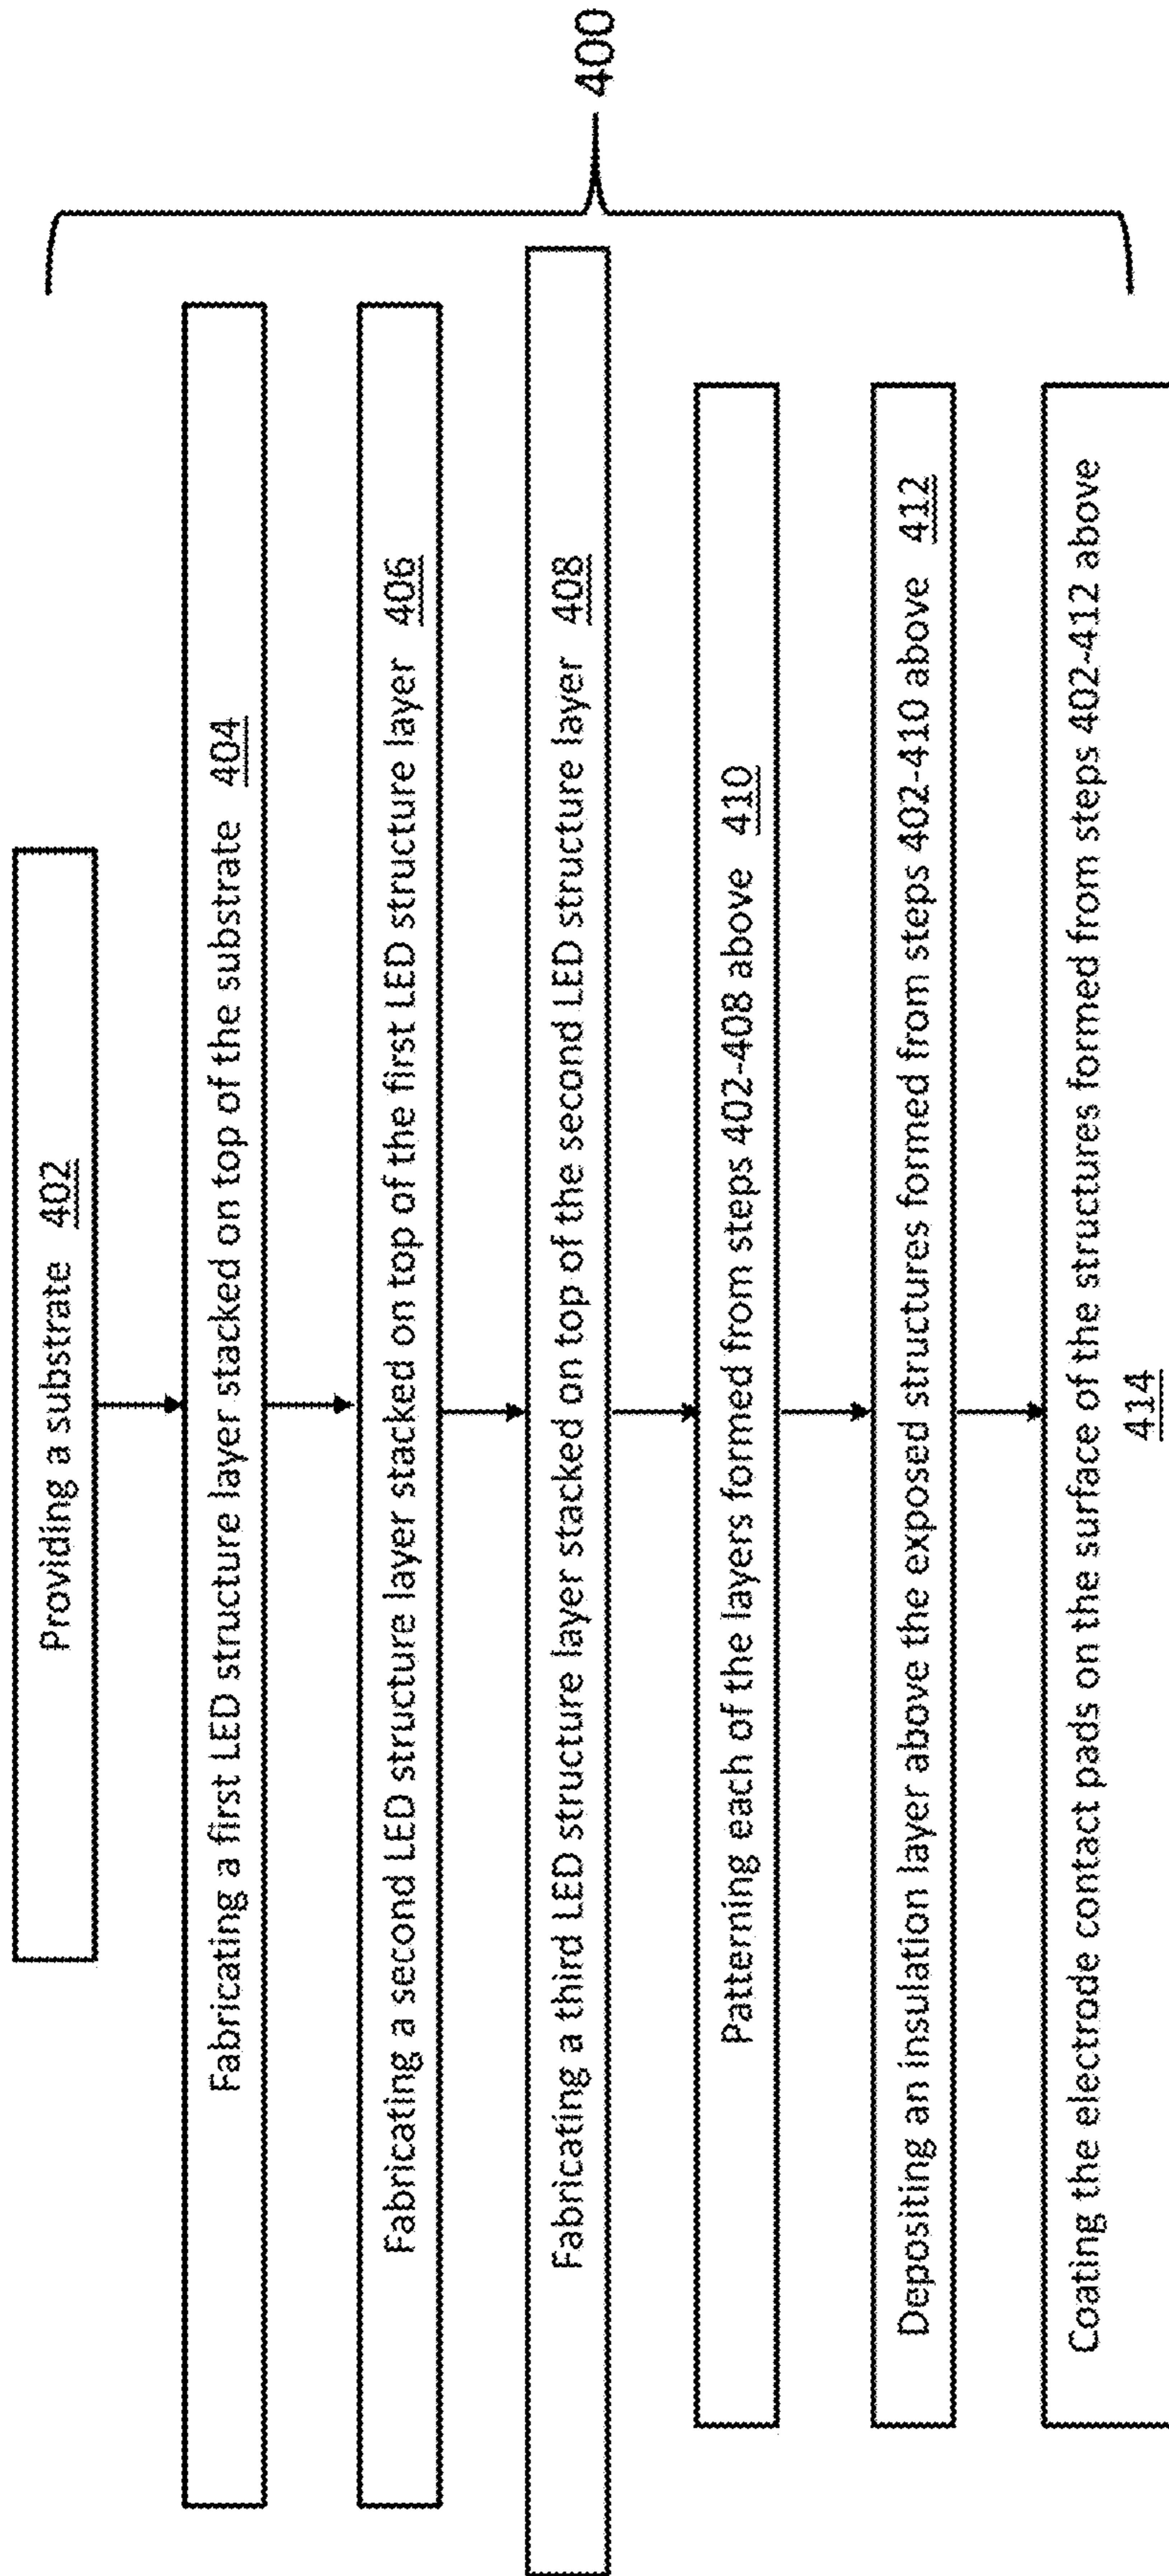 Providing a substrate 402
Fabricating a first LED structure layer stacked on top of the substrate 404
Fabricating a second LED structure layer stacked on top of the first LED structure layer 406
Fabricating a third LED structure layer stacked on top of the second LED structure layer 408
Patterning each of the layers formed from steps 402-408 above 410
Depositing an insulation layer above the exposed structures formed from steps 402-410 above 412
Coating the electrode contact pads on the surface of the structures formed from steps 402-412 above
414
400